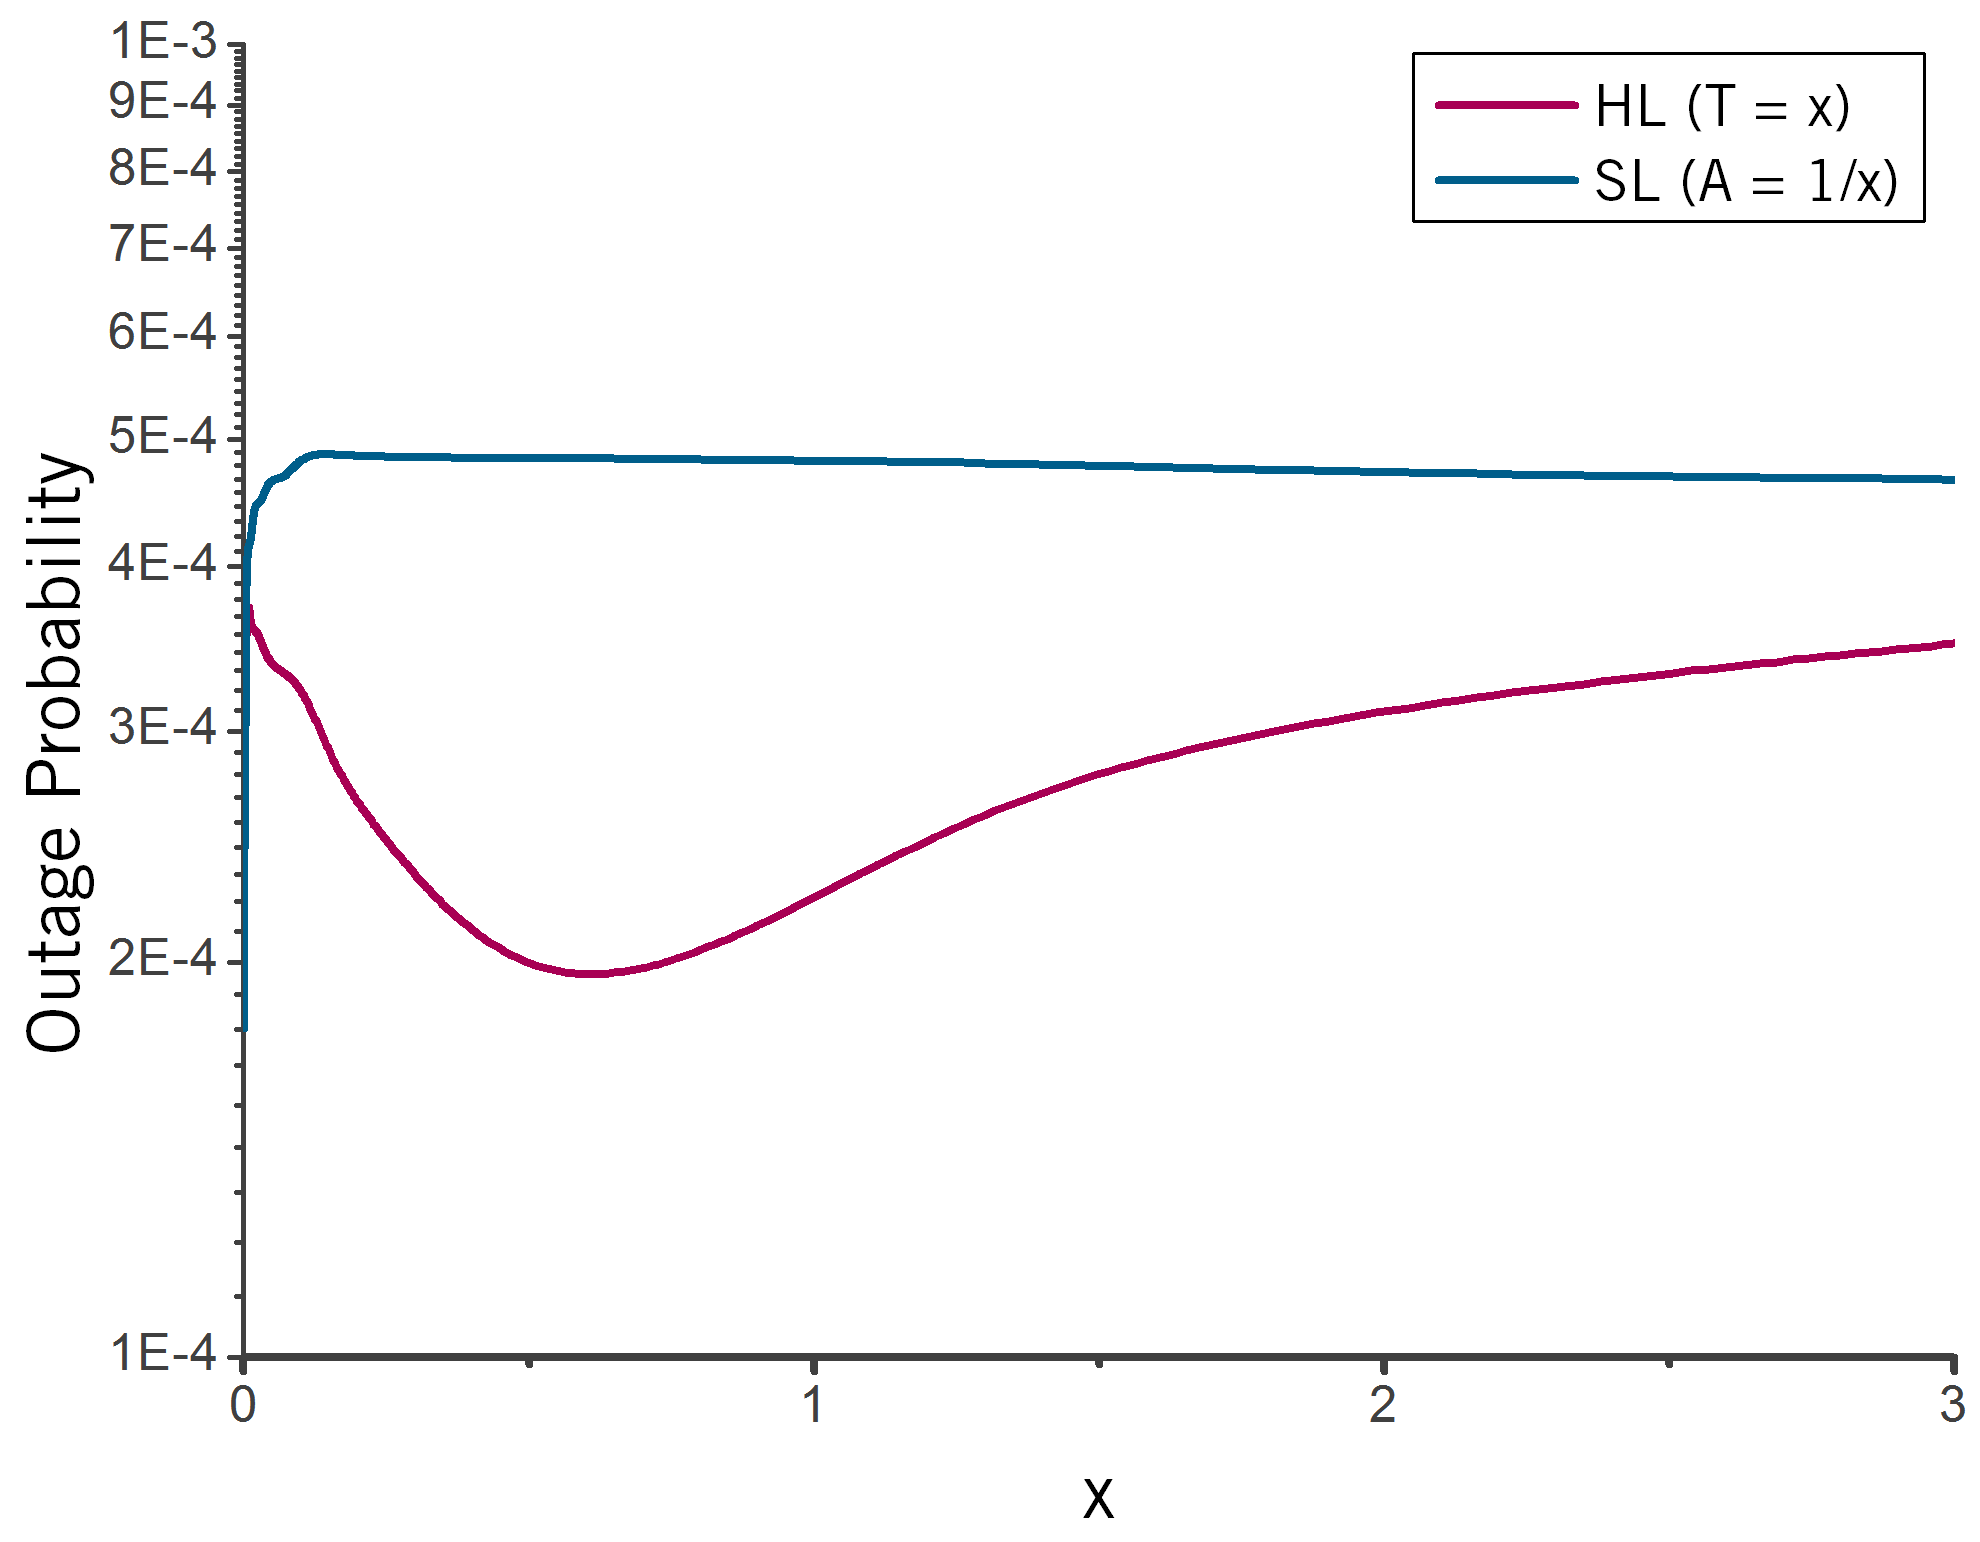 1E-3
9E-4
8E-4
7E-4
6E-4
5E-4
4E-4
3E-4
2E-4
1E-4
Outage Probability
HL (T = x)
SL (A = 1/x)
0 1 2 3
x